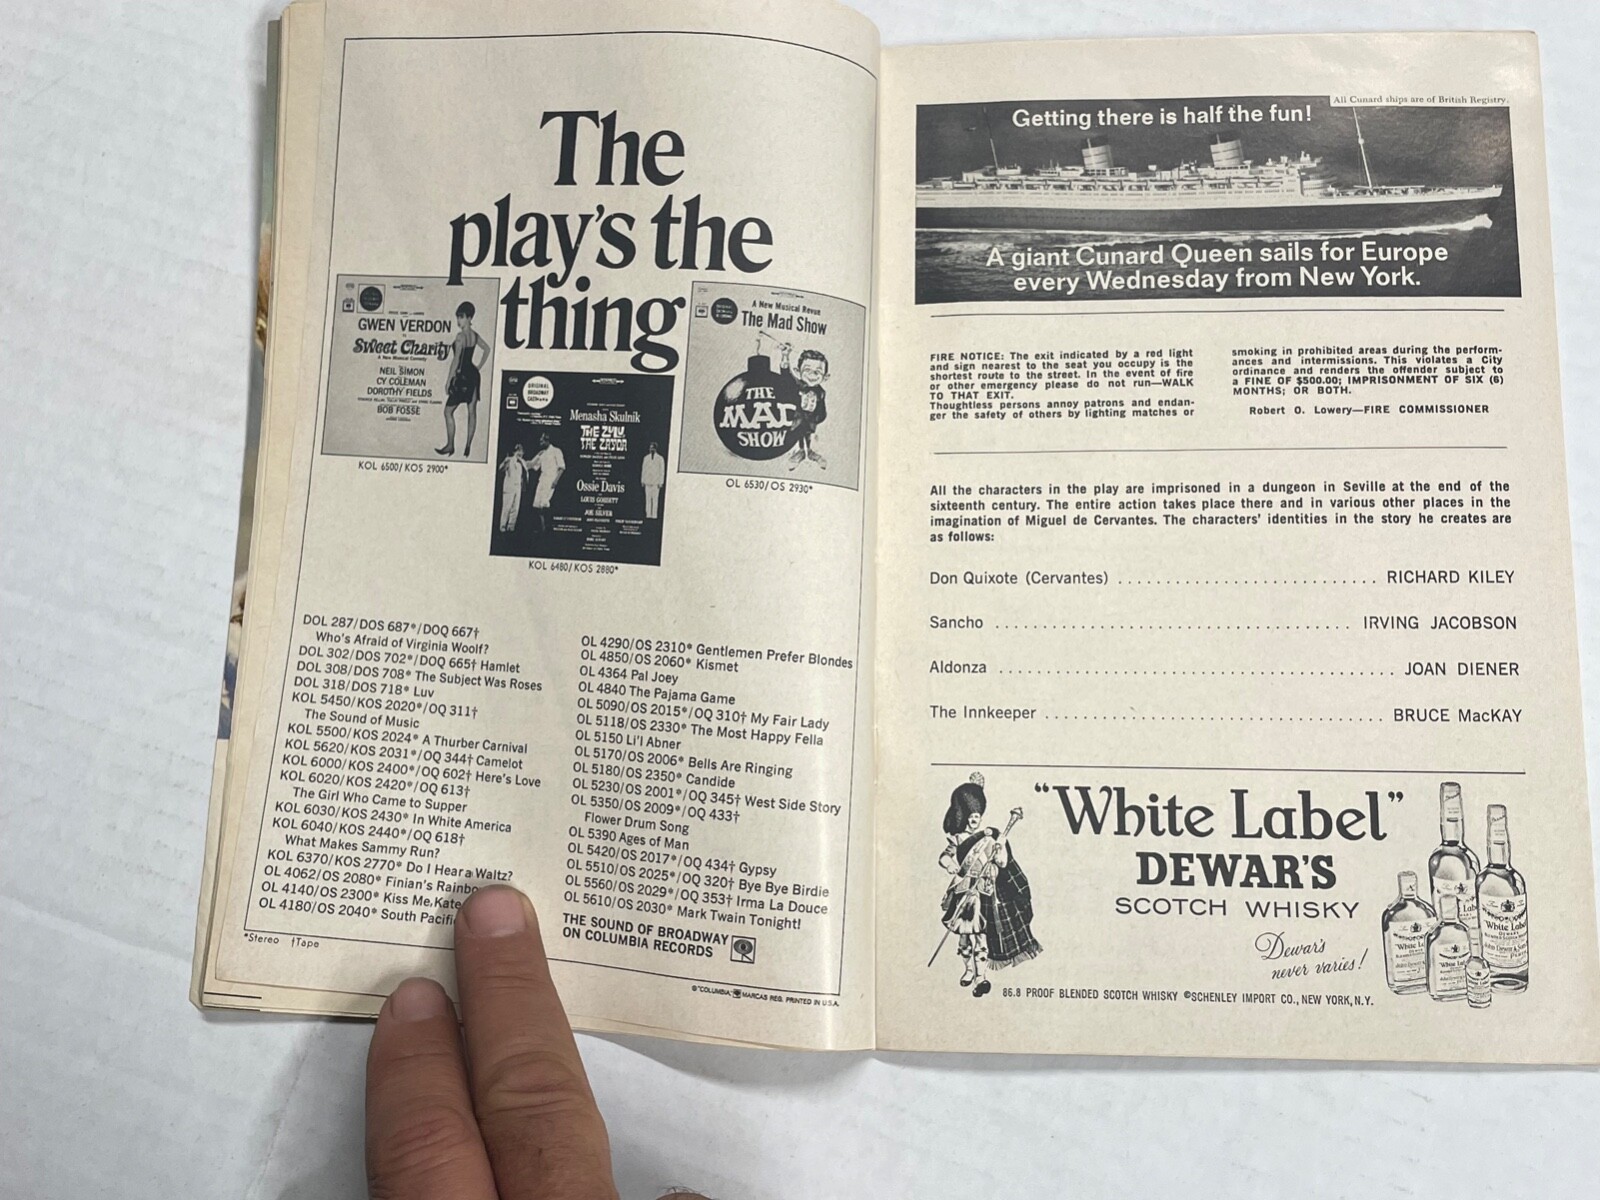 The
play's the
thing
GWEN VERDON
Sweet Charity
NEIL SIMON
CY COLEMAN
DOROTHY FIELDS
BOB FOSSE
KOL 6500/KOS 2900*
ORIGINAL BROADWAY CAST
Menasha Skulnik
THE ZULU
THE ZAYDA
Ossie Davis
LOUIS GOSSETT
JOE SILVER
KOL 6480/KOS 2880*
A New Musical Revue
The Mad Show
THE
MAD
SHOW
OL 6530/OS 2930*
DOL 287/DOS 687*/DOQ 667†
Who's Afraid of Virginia Woolf?
DOL 302/DOS 702*/DOQ 665† Hamlet
DOL 308/DOS 708* The Subject Was Roses
DOL 318/DOS 718* Luv
KOL 5450/KOS 2020*/OQ 311†
The Sound of Music
KOL 5500/KOS 2024* A Thurber Carnival
KOL 5620/KOS 2031*/OQ 344† Camelot
KOL 6000/KOS 2400*/OQ 602† Here's Love
KOL 6020/KOS 2420*/OQ 613†
The Girl Who Came to Supper
KOL 6030/KOS 2430* In White America
KOL 6040/KOS 2440*/OQ 618†
What Makes Sammy Run?
KOL 6370/KOS 2770* Do I Hear a Waltz?
OL 4062/OS 2080* Finian's Rainbo
OL 4140/OS 2300* Kiss Me, Kate
OL 4180/OS 2040* South Pacifi
*Stereo †Tape
OL 4290/OS 2310* Gentlemen Prefer Blondes
OL 4850/OS 2060* Kismet
OL 4364 Pal Joey
OL 4840 The Pajama Game
OL 5090/OS 2015*/OQ 310† My Fair Lady
OL 5118/OS 2330* The Most Happy Fella
OL 5150 Li'l Abner
OL 5170/OS 2006* Bells Are Ringing
OL 5180/OS 2350* Candide
OL 5230/OS 2001*/OQ 345† West Side Story
OL 5350/OS 2009*/OQ 433†
Flower Drum Song
OL 5390 Ages of Man
OL 5420/OS 2017*/OQ 434† Gypsy
OL 5510/OS 2025*/OQ 320† Bye Bye Birdie
OL 5560/OS 2029*/OQ 353† Irma La Douce
OL 5610/OS 2030* Mark Twain Tonight!
THE SOUND OF BROADWAY
ON COLUMBIA RECORDS
®"COLUMBIA," MARCAS REG. PRINTED IN U.S.A.
All Cunard ships are of British Registry.
Getting there is half the fun!
A giant Cunard Queen sails for Europe
every Wednesday from New York.
FIRE NOTICE: The exit indicated by a red light
and sign nearest to the seat you occupy is the
shortest route to the street. In the event of fire
or other emergency please do not run—WALK
TO THAT EXIT.
Thoughtless persons annoy patrons and endan-
ger the safety of others by lighting matches or
smoking in prohibited areas during the perform-
ances and intermissions. This violates a City
ordinance and renders the offender subject to
a FINE OF $500.00; IMPRISONMENT OF SIX (6)
MONTHS; OR BOTH.
Robert O. Lowery—FIRE COMMISSIONER
All the characters in the play are imprisoned in a dungeon in Seville at the end of the
sixteenth century. The entire action takes place there and in various other places in the
imagination of Miguel de Cervantes. The characters' identities in the story he creates are
as follows:
Don Quixote (Cervantes) ............................ RICHARD KILEY
Sancho ............................ IRVING JACOBSON
Aldonza ............................ JOAN DIENER
The Innkeeper ............................ BRUCE MacKAY
"White Label"
DEWAR'S
SCOTCH WHISKY
Dewar's
never varies!
86.8 PROOF BLENDED SCOTCH WHISKY ©SCHENLEY IMPORT CO., NEW YORK, N.Y.